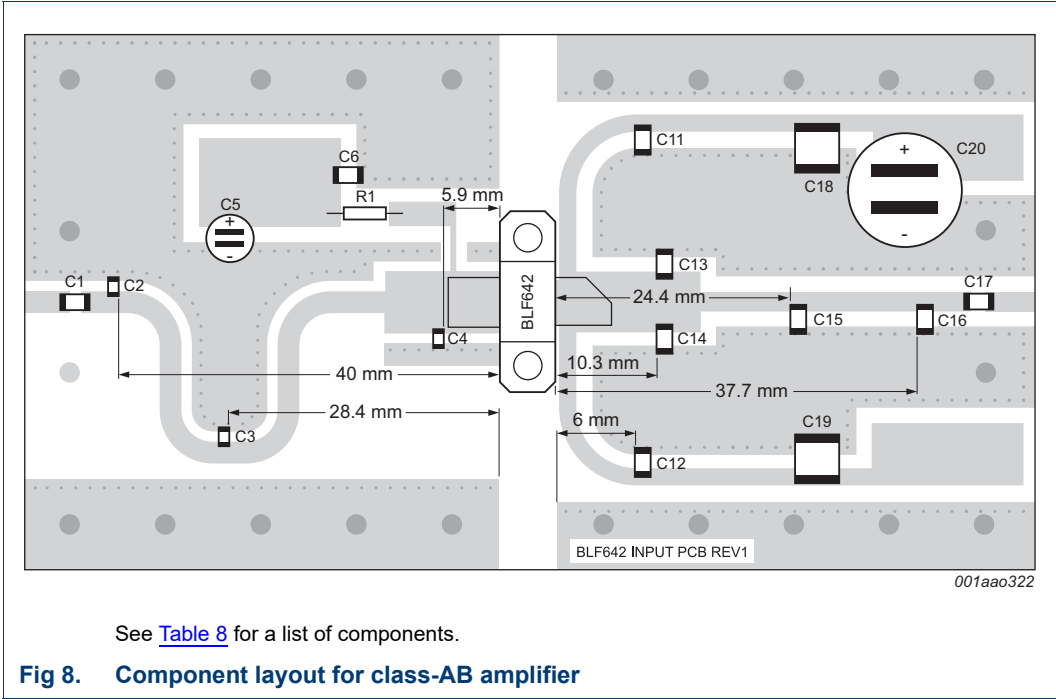 C11
C18
+
C20
-
C6
R1
5.9 mm
C5
+
-
BLF642
C13
C1
C2
24.4 mm
C17
C15
C16
C4
C14
10.3 mm
40 mm
37.7 mm
28.4 mm
6 mm
C19
C3
C12
BLF642 INPUT PCB REV1
001aao322
See Table 8 for a list of components.
Fig 8. Component layout for class-AB amplifier